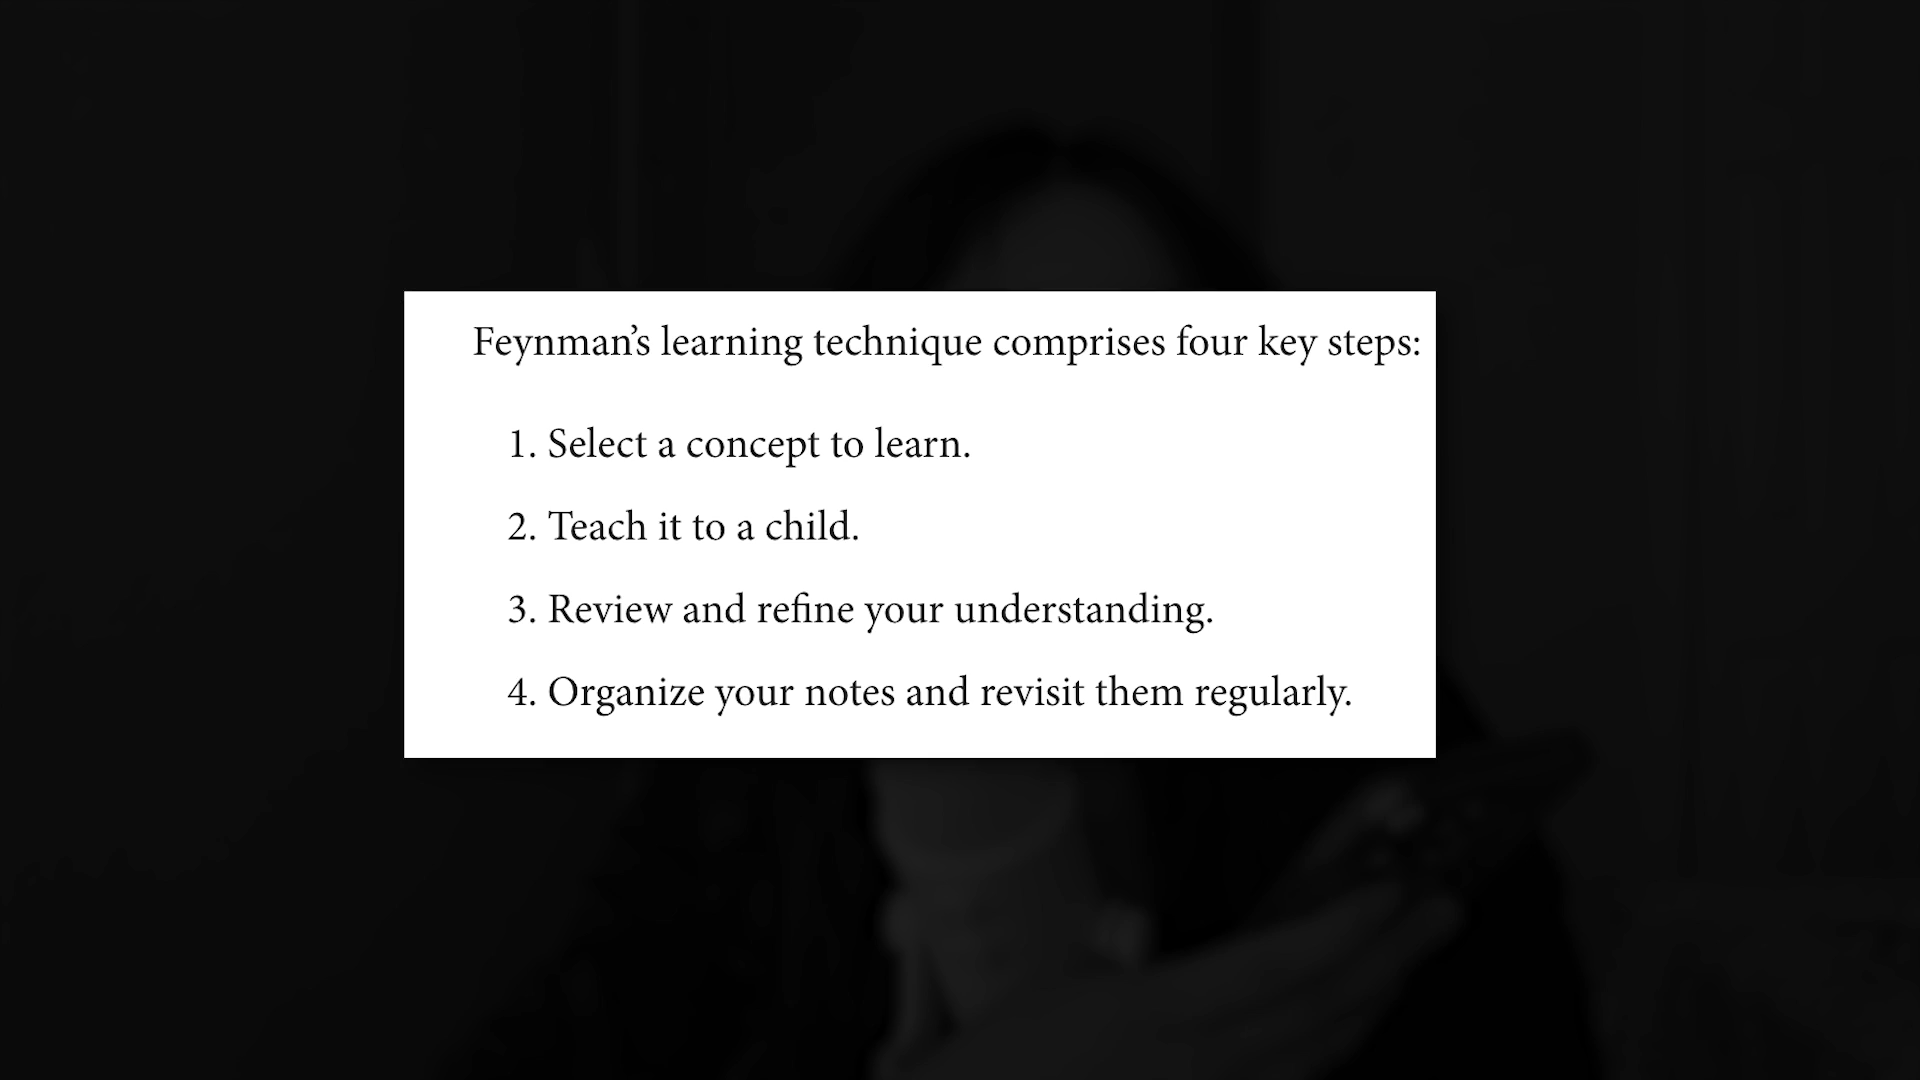 Feynman’s learning technique comprises four key steps:
1. Select a concept to learn.
2. Teach it to a child.
3. Review and refine your understanding.
4. Organize your notes and revisit them regularly.